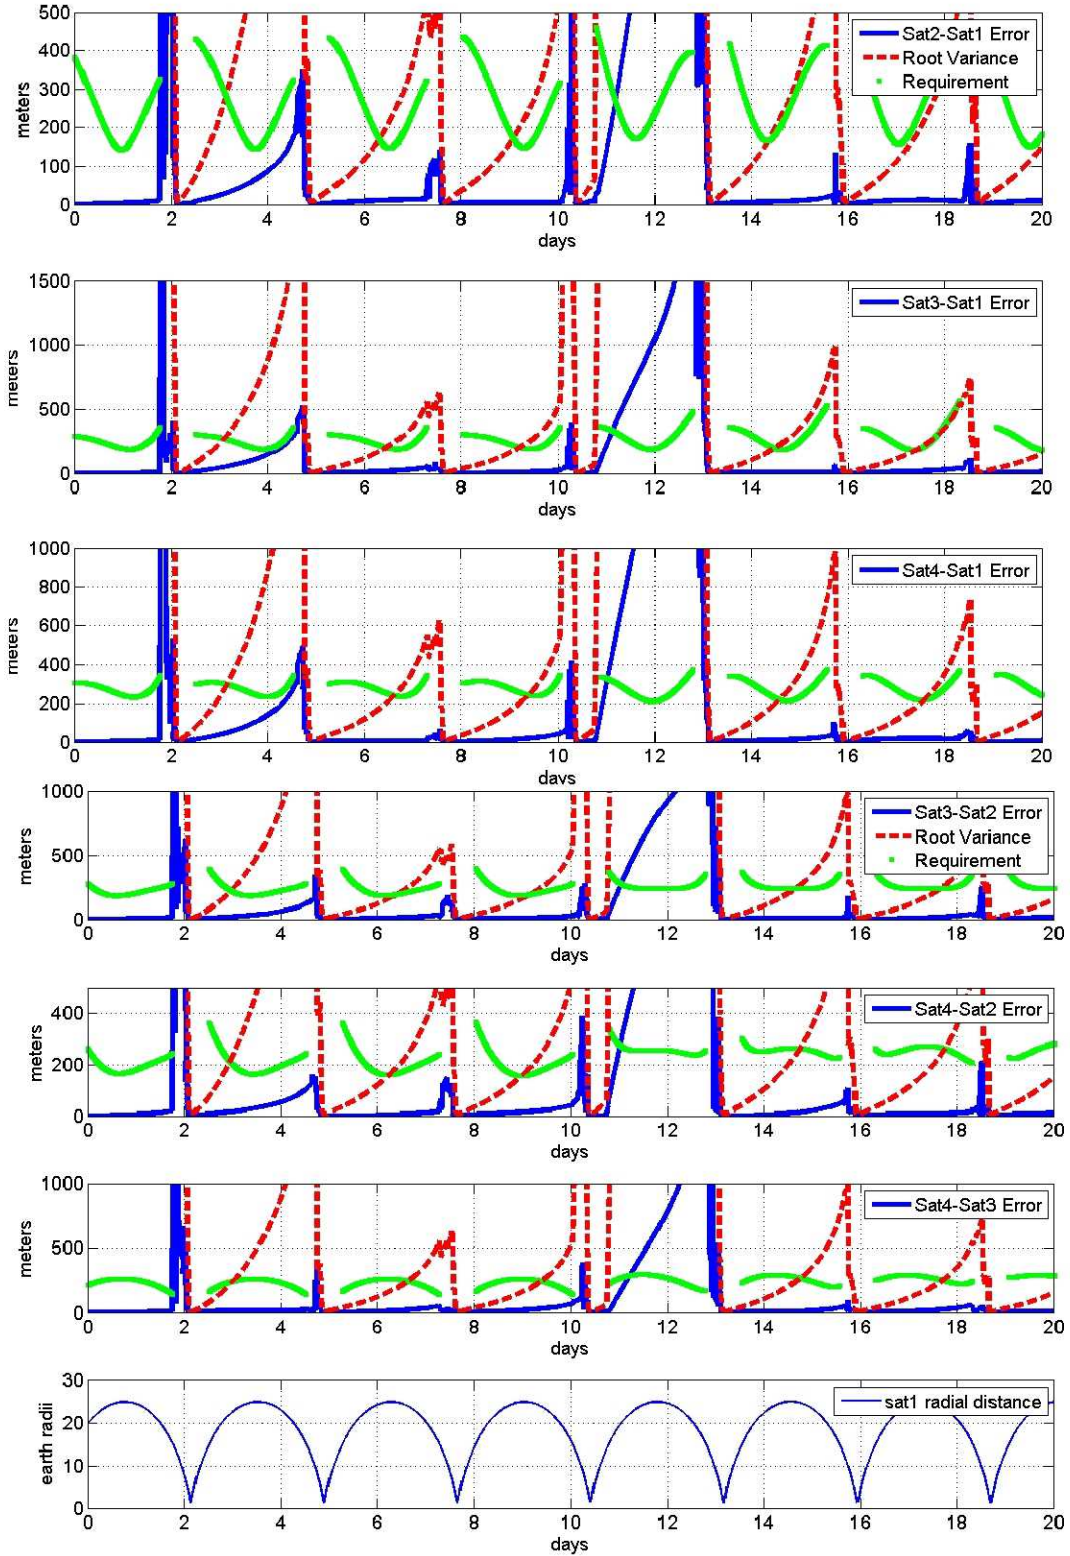 500
400
300
200
100
0
meters
Sat2-Sat1 Error
Root Variance
Requirement
0 2 4 6 8 10 12 14 16 18 20
days
1500
1000
500
0
meters
Sat3-Sat1 Error
0 2 4 6 8 10 12 14 16 18 20
days
1000
800
600
400
200
0
meters
Sat4-Sat1 Error
0 2 4 6 8 10 12 14 16 18 20
days
1000
500
0
meters
Sat3-Sat2 Error
Root Variance
Requirement
0 2 4 6 8 10 12 14 16 18 20
days
400
200
0
meters
Sat4-Sat2 Error
0 2 4 6 8 10 12 14 16 18 20
days
1000
500
0
meters
Sat4-Sat3 Error
0 2 4 6 8 10 12 14 16 18 20
days
30
20
10
0
earth radii
sat1 radial distance
0 2 4 6 8 10 12 14 16 18 20
days